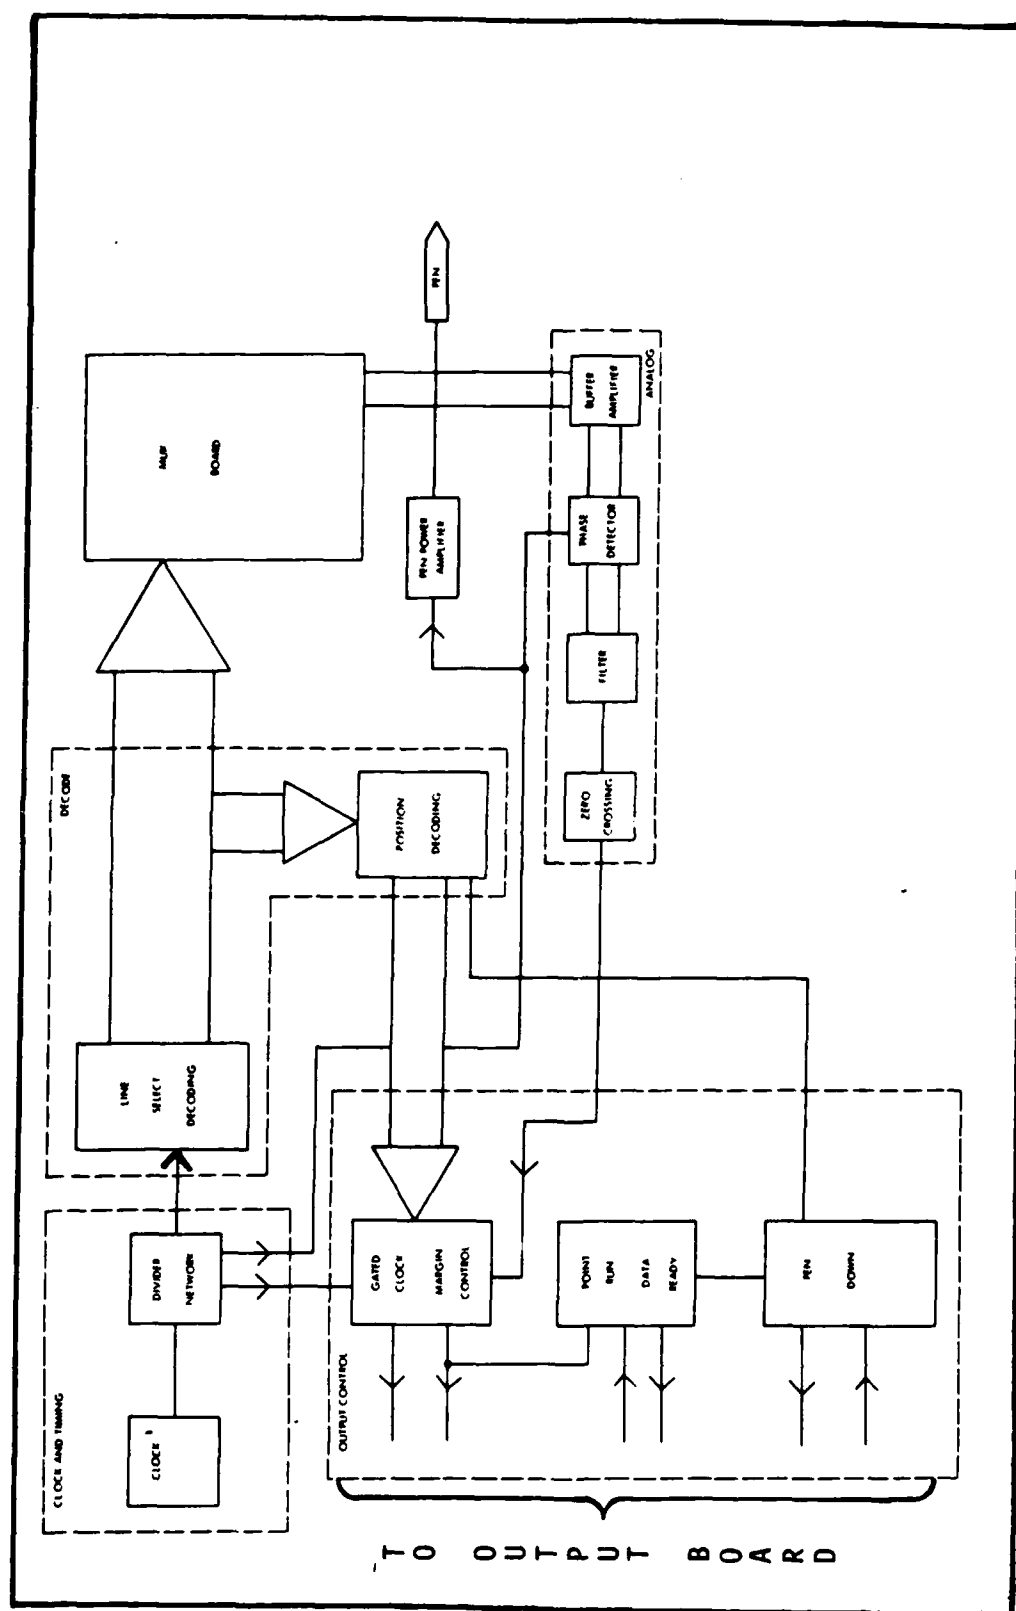 CLOCK AND TIMING
CLOCK
DIVIDER
NETWORK
DECODE
LINE
SELECT
DECODING
POSITION
DECODING
MUX
BOARD
PEN POWER
AMPLIFIER
PEN
ANALOG
BUFFER
AMPLIFIER
PHASE
DETECTOR
FILTER
ZERO
CROSSING
OUTPUT CONTROL
GATED
CLOCK
MARGIN
CONTROL
POINT
RUN
DATA
READY
PEN
DOWN
TO OUTPUT BOARD